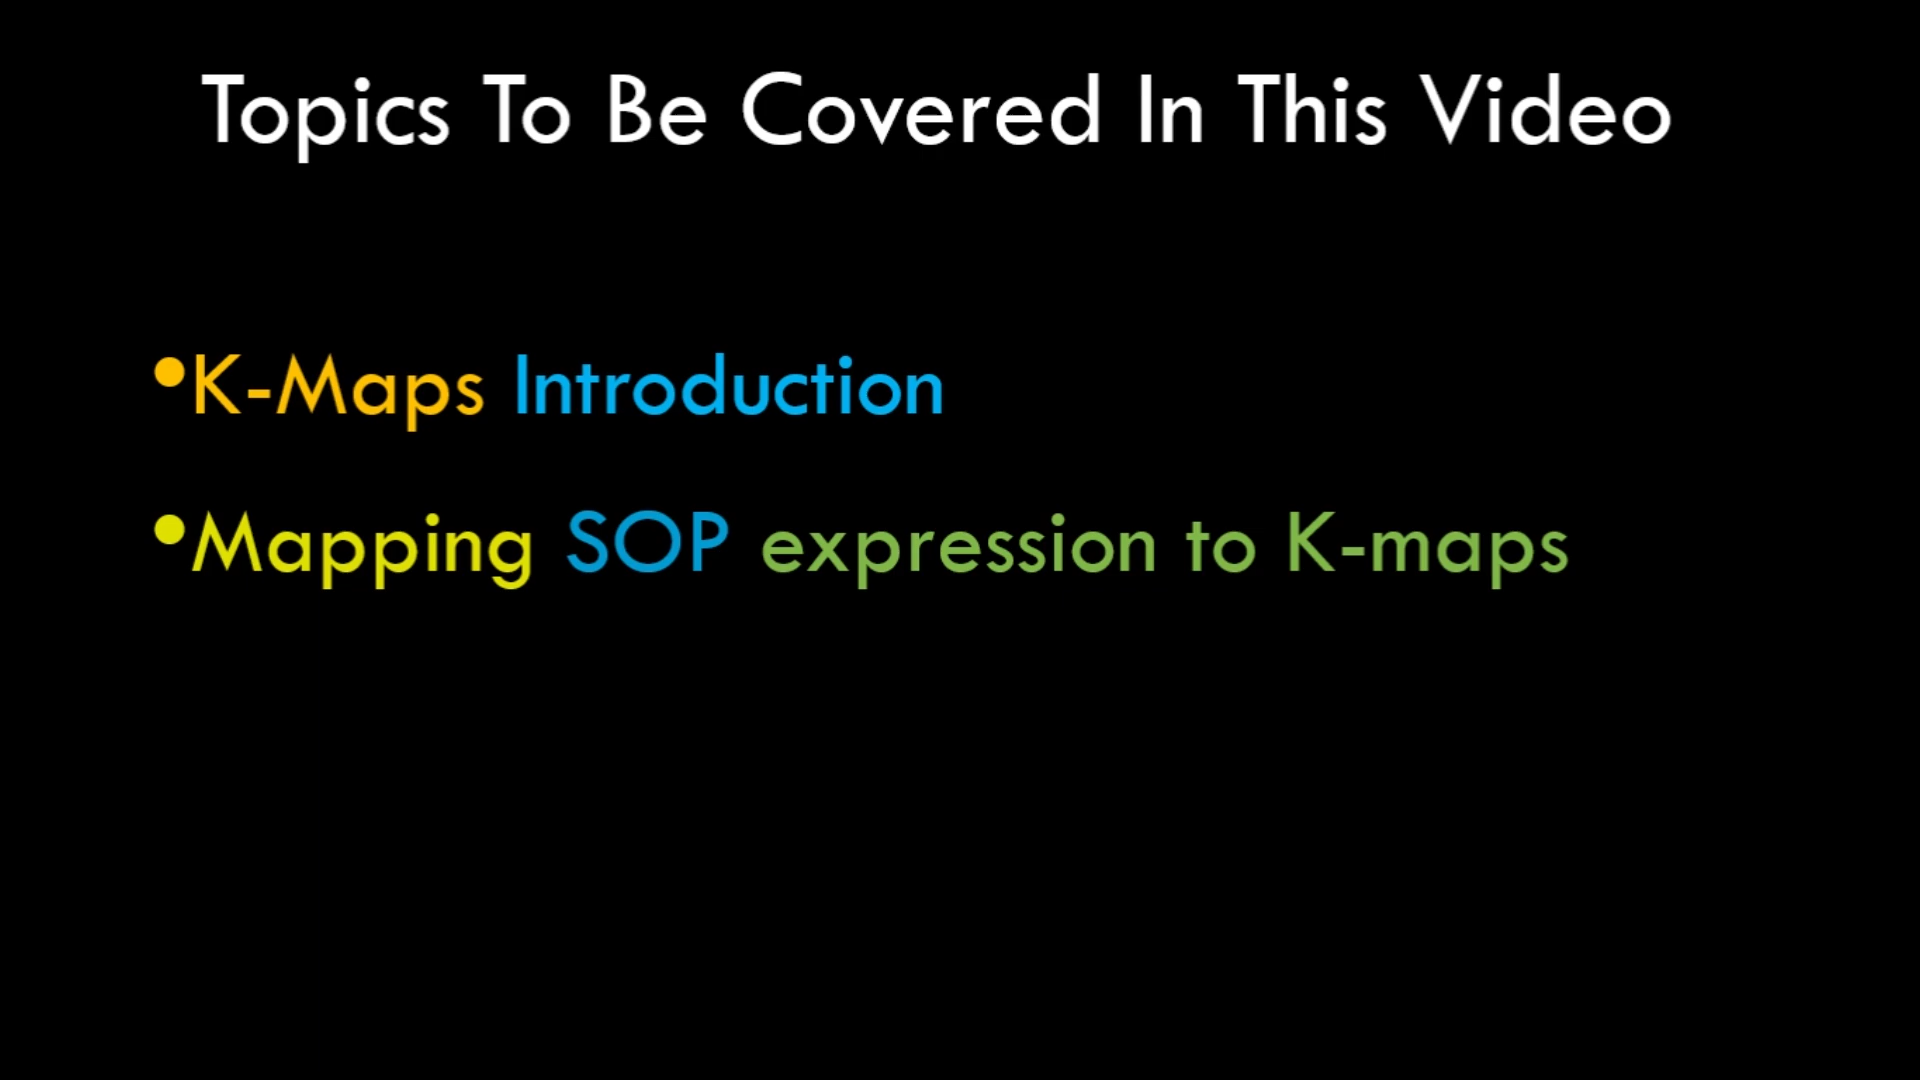 Topics To Be Covered In This Video
•K-Maps Introduction
•Mapping SOP expression to K-maps